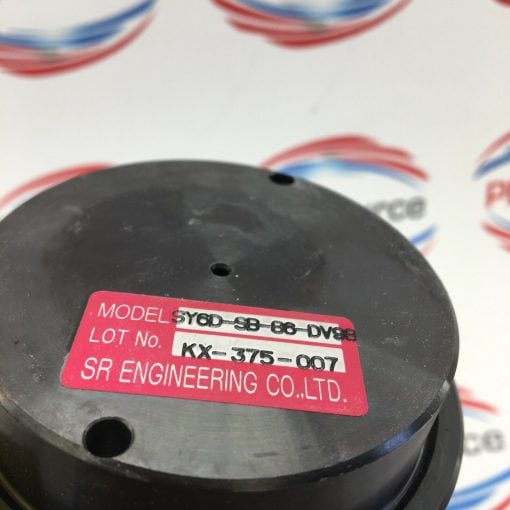 MODEL SY6D-SB-86-DV98
LOT No. KX-375-007
SR ENGINEERING CO.,LTD.